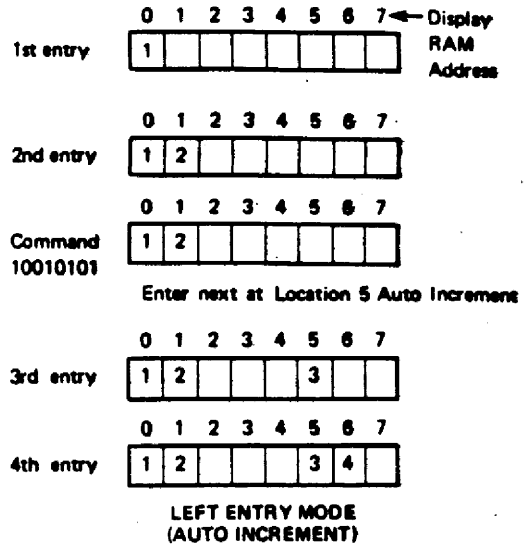 0 1 2 3 4 5 6 7 ← Display
1st entry 1 RAM
Address
0 1 2 3 4 5 6 7
2nd entry 1 2
0 1 2 3 4 5 6 7
Command 1 2
10010101
Enter next at Location 5 Auto Increment
0 1 2 3 4 5 6 7
3rd entry 1 2 3
0 1 2 3 4 5 6 7
4th entry 1 2 3 4
LEFT ENTRY MODE
(AUTO INCREMENT)